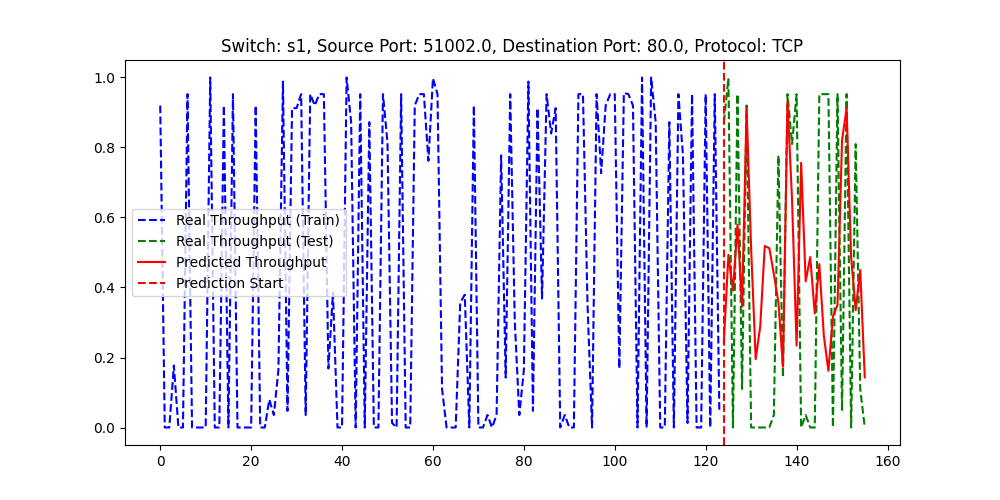 Switch: s1, Source Port: 51002.0, Destination Port: 80.0, Protocol: TCP
1.0
0.8
0.6
0.4
0.2
0.0
Real Throughput (Train)
Real Throughput (Test)
Predicted Throughput
Prediction Start
0 20 40 60 80 100 120 140 160